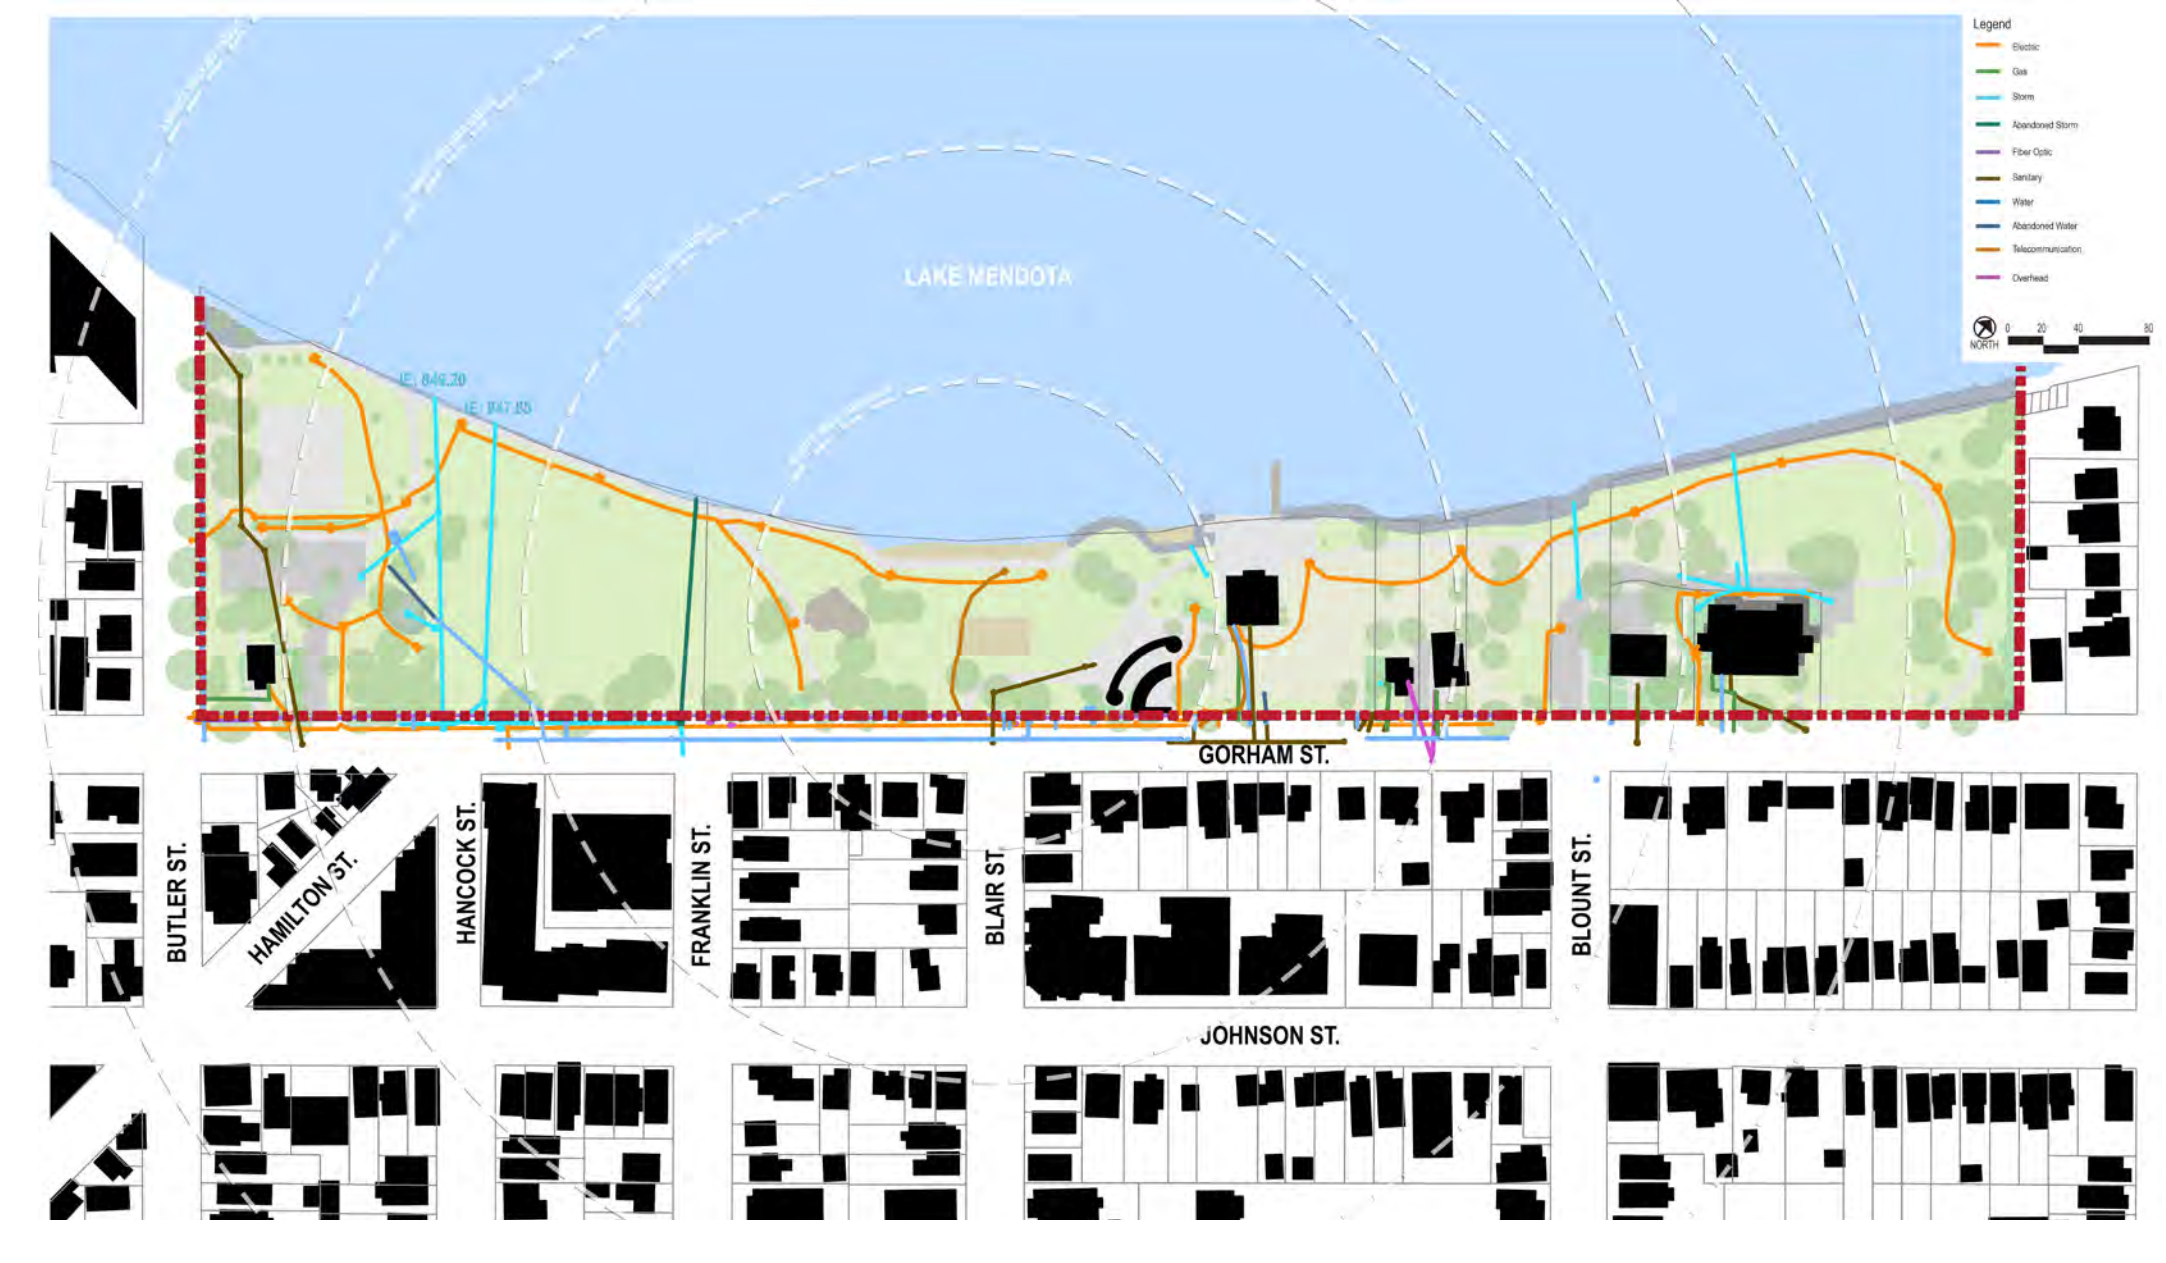 Legend
Electric
Gas
Storm
Abandoned Storm
Fiber Optic
Sanitary
Water
Abandoned Water
Telecommunication
Overhead
0 20 40 80
NORTH
LAKE MENDOTA
GORHAM ST.
BUTLER ST.
HAMILTON ST.
HANCOCK ST.
FRANKLIN ST.
BLAIR ST.
BLOUNT ST.
JOHNSON ST.